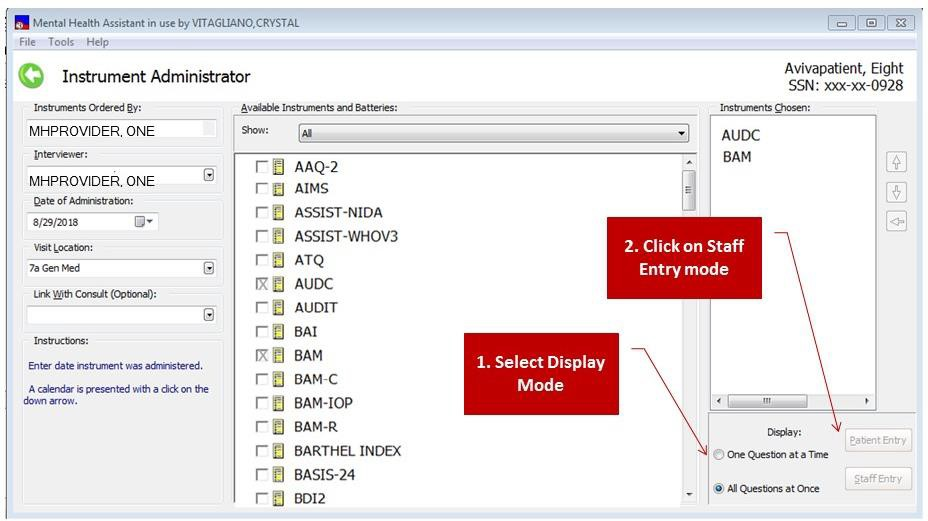 Mental Health Assistant in use by VITAGLIANO,CRYSTAL
File Tools Help
Instrument Administrator
Avivapatient, Eight
SSN: xxx-xx-0928
Instruments Ordered By:
MHPROVIDER, ONE
Interviewer:
MHPROVIDER, ONE
Date of Administration:
8/29/2018
Visit Location:
7a Gen Med
Link With Consult (Optional):
Instructions:
Enter date instrument was administered.
A calendar is presented with a click on the
down arrow.
Available Instruments and Batteries:
Show: All
AAQ-2
AIMS
ASSIST-NIDA
ASSIST-WHOV3
ATQ
AUDC
AUDIT
BAI
BAM
BAM-C
BAM-IOP
BAM-R
BARTHEL INDEX
BASIS-24
BDI2
Instruments Chosen:
AUDC
BAM
2. Click on Staff
Entry mode
1. Select Display
Mode
Display:
One Question at a Time
All Questions at Once
Patient Entry
Staff Entry